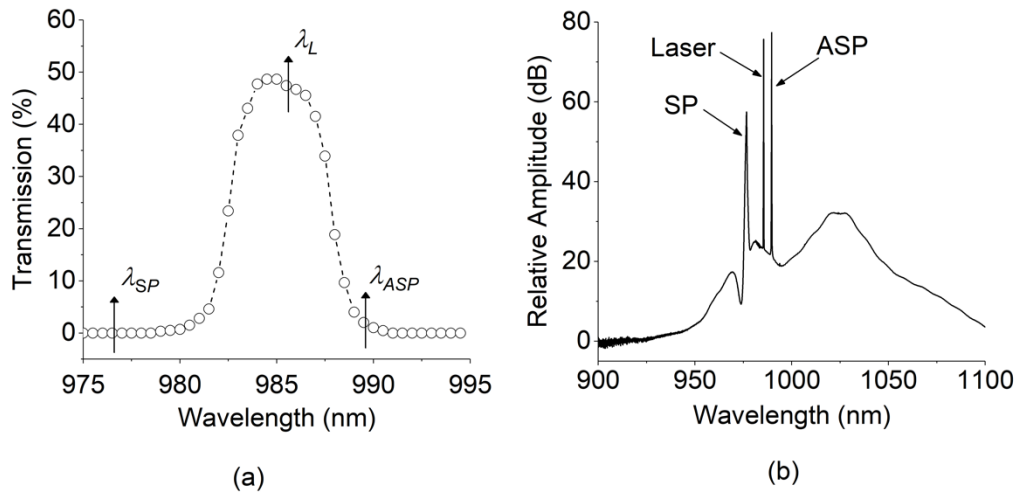 60
50
40
30
20
10
0
Transmission (%)
λL
λSP
λASP
975 980 985 990 995
Wavelength (nm)
(a)
80
60
40
20
0
Relative Amplitude (dB)
Laser
ASP
SP
900 950 1000 1050 1100
Wavelength (nm)
(b)